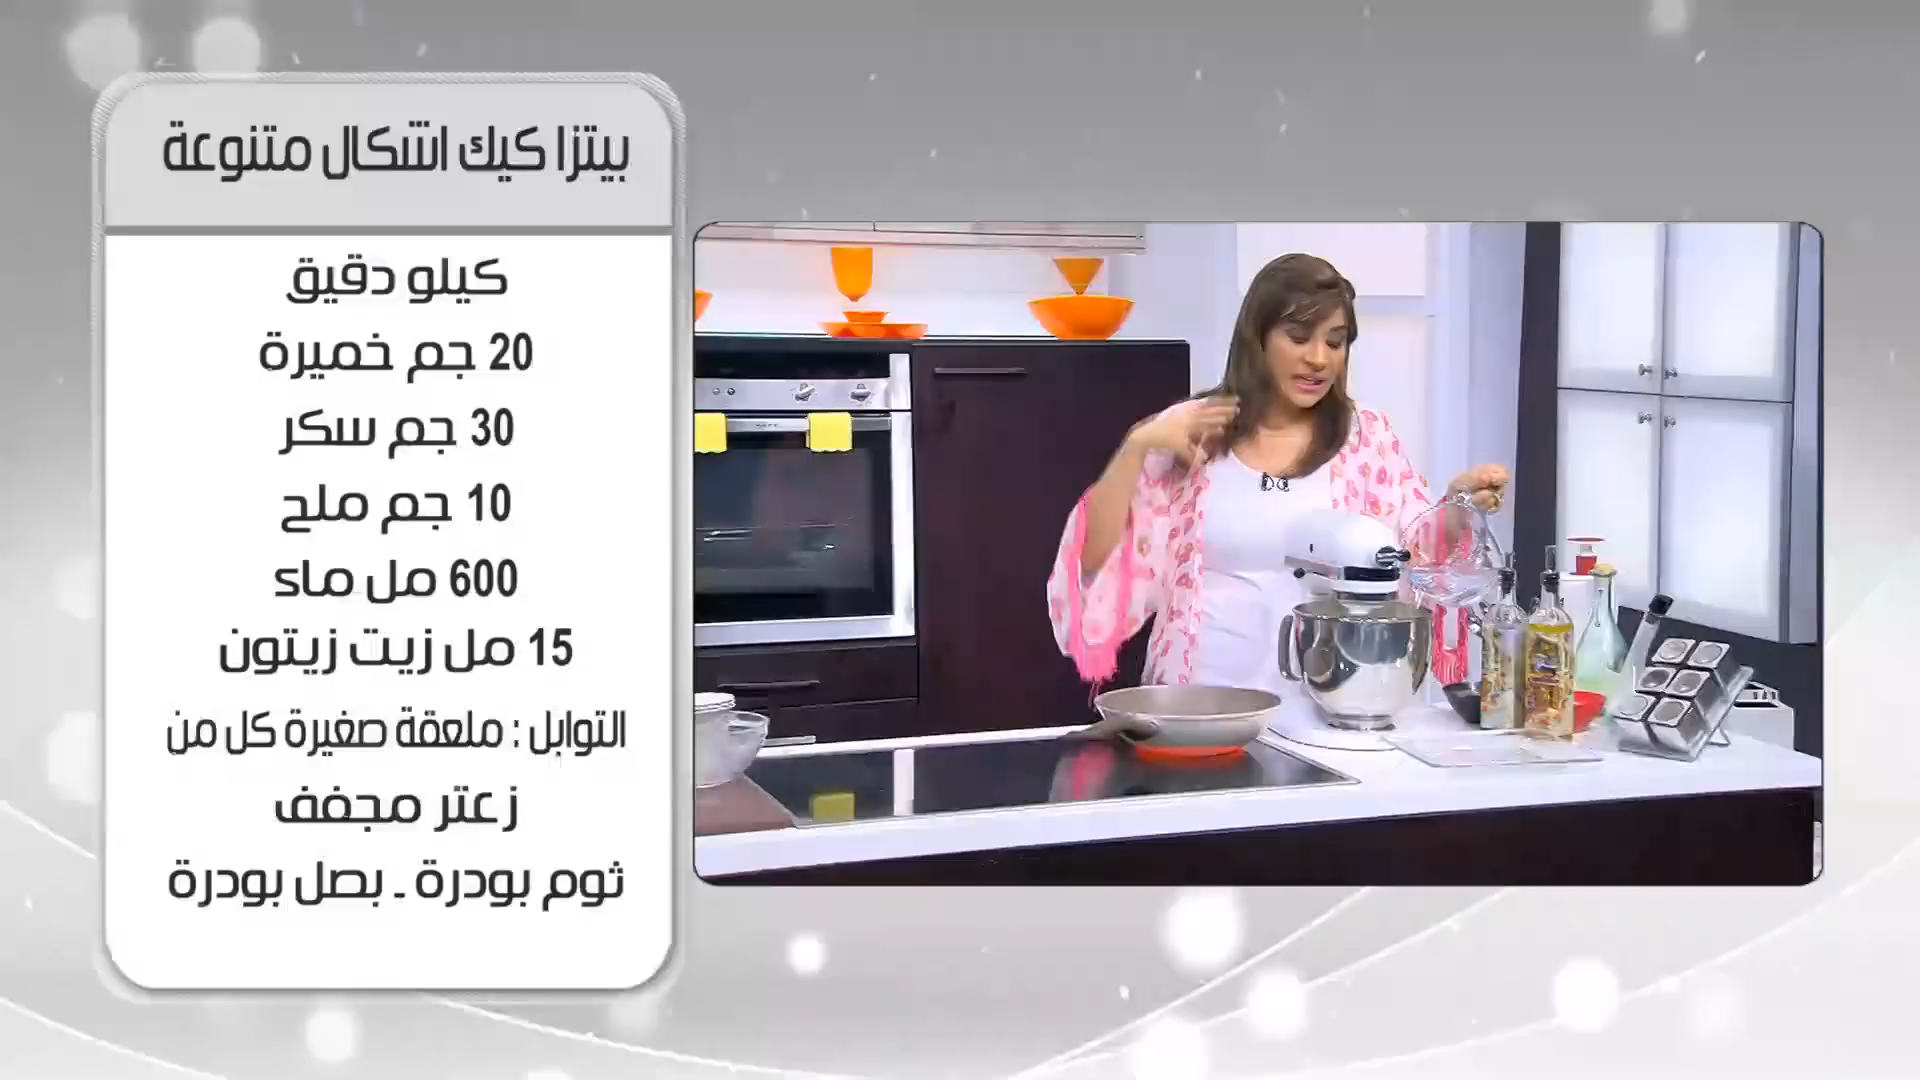 بيتزا كيك اشكال متنوعة
كيلو دقيق
20 جم خميرة
30 جم سكر
10 جم ملح
600 مل ماء
15 مل زيت زيتون
التوابل : ملعقة صغيرة كل من
زعتر مجفف
ثوم بودرة ـ بصل بودرة